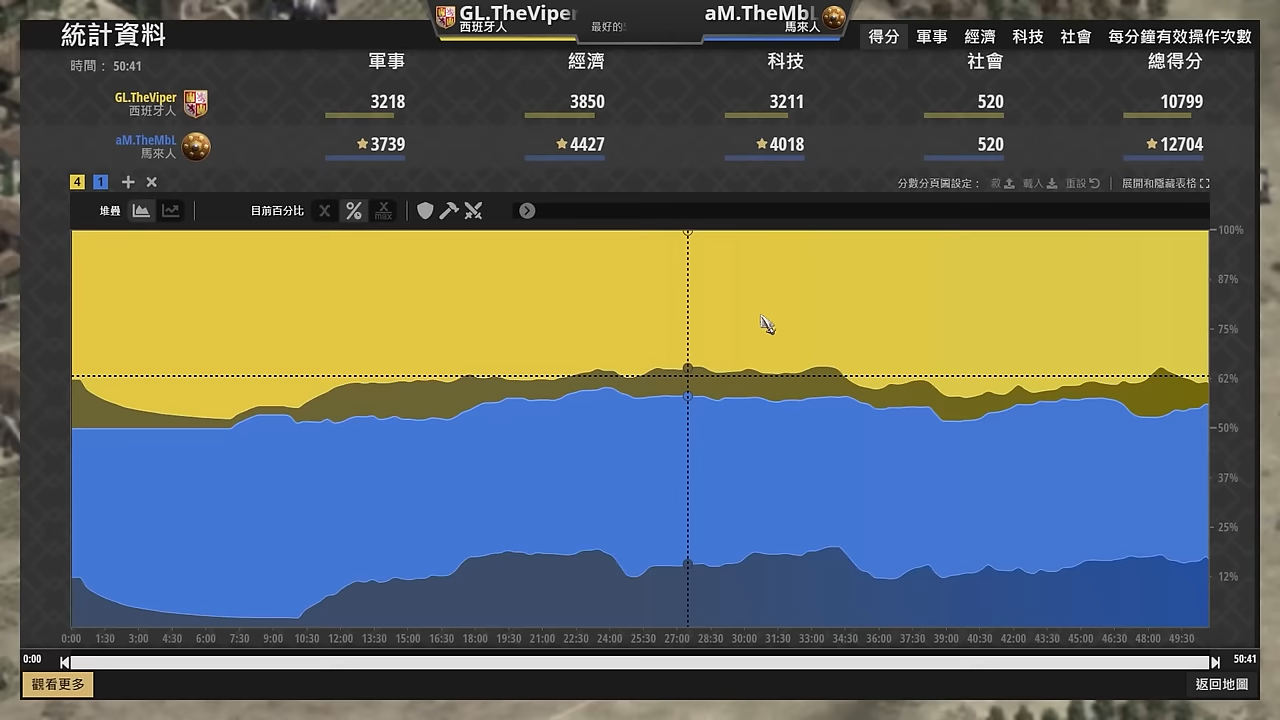 GL.TheViper
西班牙人
最好的
aM.TheMbL
馬來人
統計資料
得分 軍事 經濟 科技 社會 每分鐘有效操作次數
時間： 50:41
軍事 經濟 科技 社會 總得分
GL.TheViper
西班牙人
3218 3850 3211 520 10799
aM.TheMbL
馬來人
3739 4427 4018 520 12704
4 1
分數分頁圖設定： 載入 重設 展開和隱藏表格
堆疊 目前百分比 X % X max
100%
87%
75%
62%
50%
37%
25%
12%
0:00 1:30 3:00 4:30 6:00 7:30 9:00 10:30 12:00 13:30 15:00 16:30 18:00 19:30 21:00 22:30 24:00 25:30 27:00 28:30 30:00 31:30 33:00 34:30 36:00 37:30 39:00 40:30 42:00 43:30 45:00 46:30 48:00 49:30
0:00 50:41
觀看更多 返回地圖